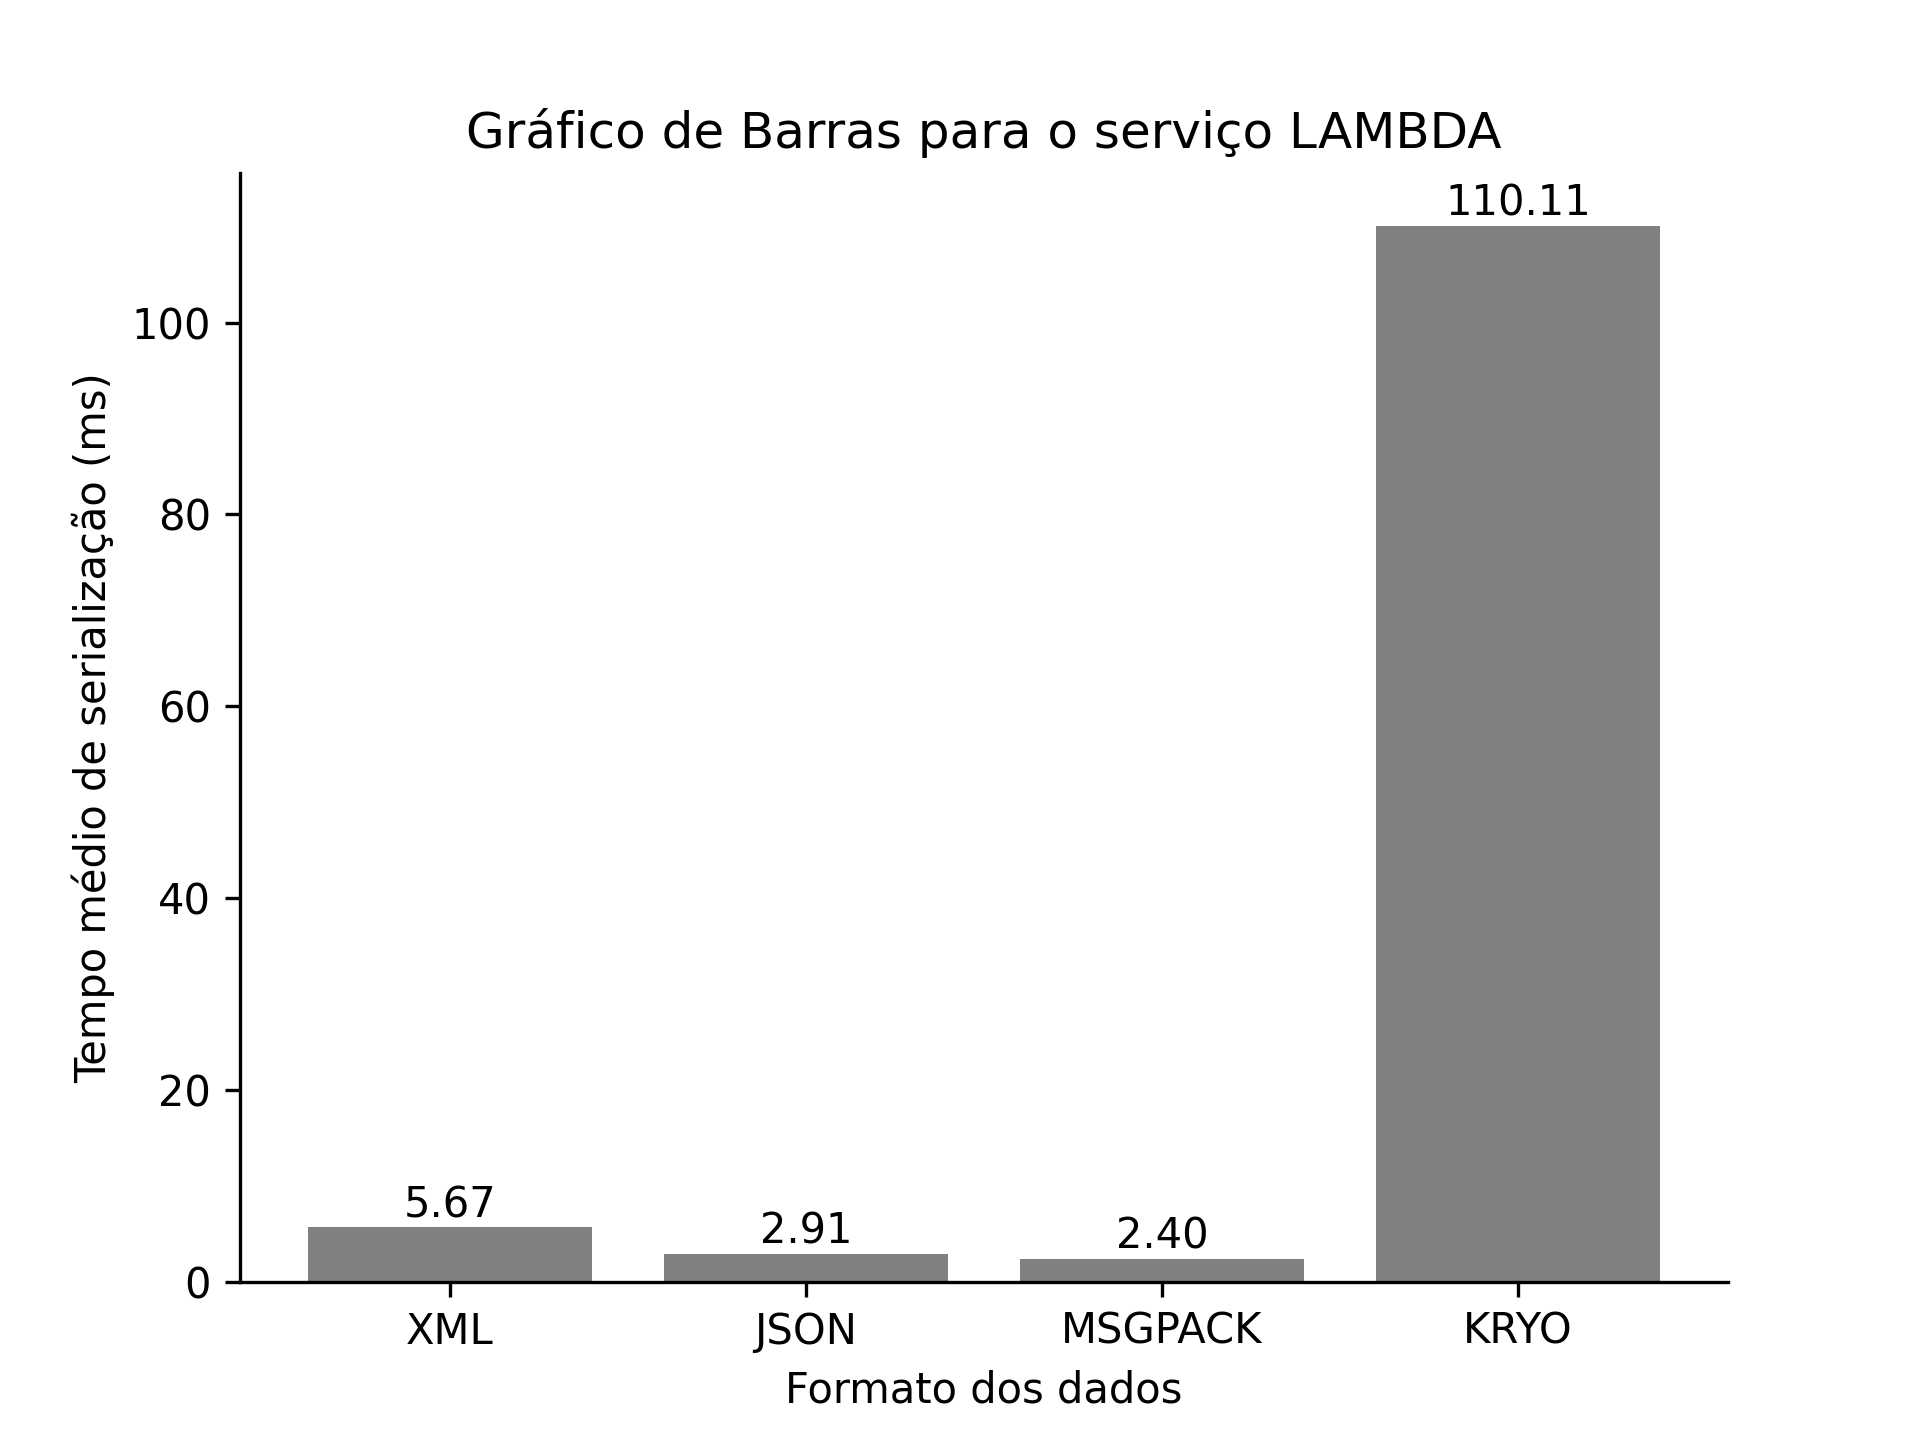 Gráfico de Barras para o serviço LAMBDA
110.11
100
80
60
40
20
0
Tempo médio de serialização (ms)
5.67
2.91
2.40
XML
JSON
MSGPACK
KRYO
Formato dos dados